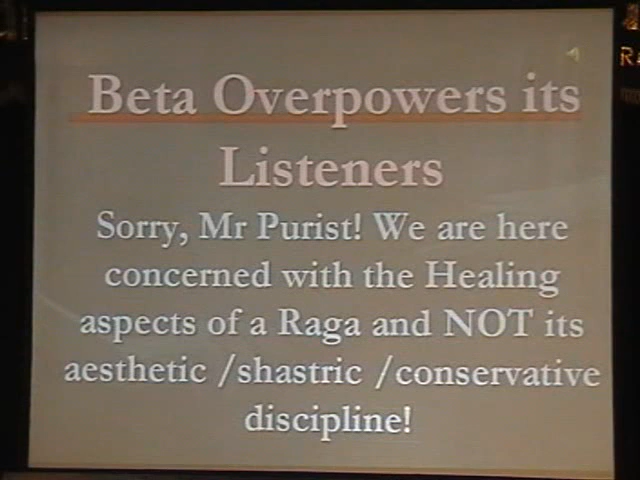 Beta Overpowers its
Listeners
Sorry, Mr Purist! We are here
concerned with the Healing
aspects of a Raga and NOT its
aesthetic /shastric /conservative
discipline!